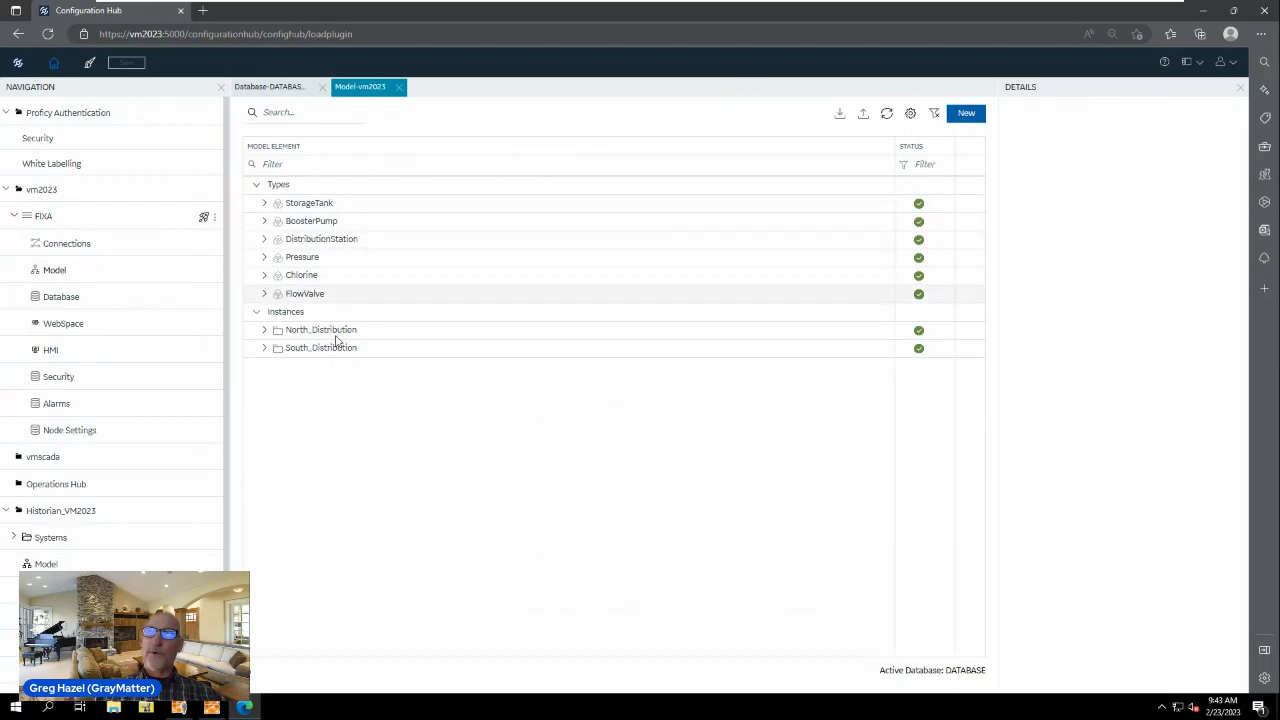 Configuration Hub
https://vm2023:5000/configurationhub/confighub/loadplugin
Save
NAVIGATION
Database-DATABAS...
Model-vm2023
DETAILS
Proficy Authentication
Security
White Labelling
vm2023
FIXA
Connections
Model
Database
WebSpace
HMI
Security
Alarms
Node Settings
vmscada
Operations Hub
Historian_VM2023
Systems
Model
Search...
New
MODEL ELEMENT
STATUS
Filter
Filter
Types
StorageTank
BoosterPump
DistributionStation
Pressure
Chlorine
FlowValve
Instances
North_Distribution
South_Distribution
Active Database: DATABASE
Greg Hazel (GrayMatter)
9:43 AM
2/23/2023